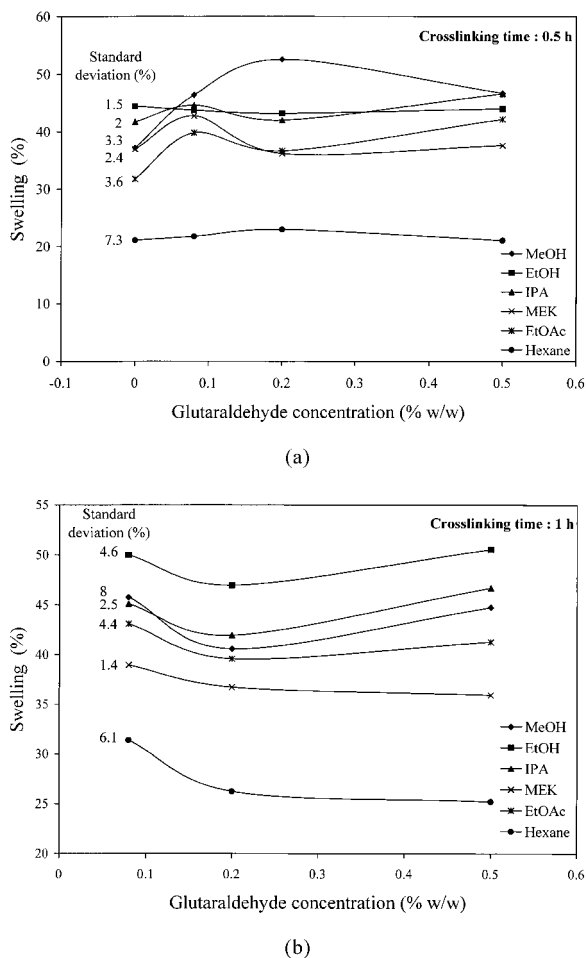 Crosslinking time : 0.5 h
Standard
deviation (%)
60
50
40
30
20
10
0
1.5
2
3.3
2.4
3.6
7.3
Swelling (%)
MeOH
EtOH
IPA
MEK
EtOAc
Hexane
-0.1 0 0.1 0.2 0.3 0.4 0.5 0.6
Glutaraldehyde concentration (% w/w)
(a)
Crosslinking time : 1 h
Standard
deviation (%)
55
50
45
40
35
30
25
20
4.6
8
2.5
4.4
1.4
6.1
Swelling (%)
MeOH
EtOH
IPA
MEK
EtOAc
Hexane
0 0.1 0.2 0.3 0.4 0.5 0.6
Glutaraldehyde concentration (% w/w)
(b)